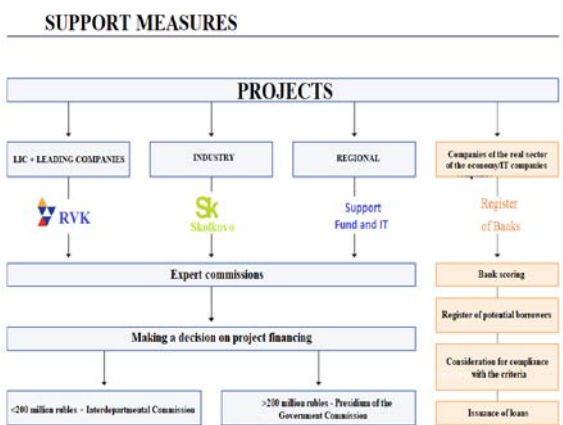 SUPPORT MEASURES
PROJECTS
LIC + LEADING COMPANIES
INDUSTRY
REGIONAL
Companies of the real sector
of the economy/IT companies
RVK
Sk
Skolkovo
Support
Fund and IT
Register
of Banks
Expert commissions
Bank scoring
Register of potential borrowers
Making a decision on project financing
Consideration for compliance
with the criteria
<200 million rubles - Interdepartmental Commission
>200 million rubles - Presidium of the
Government Commission
Issuance of loans